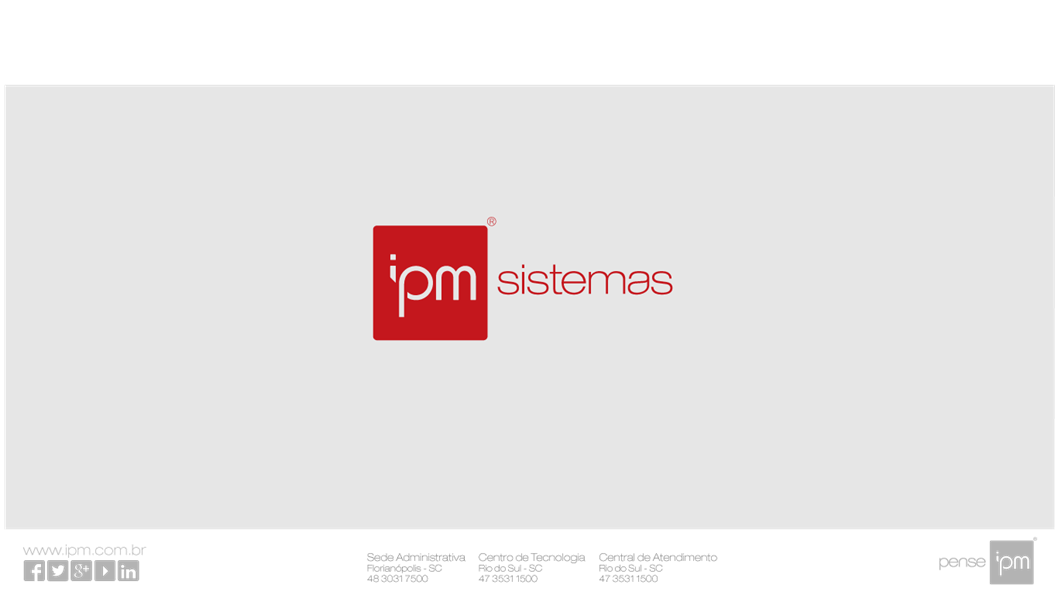 ipm® sistemas
www.ipm.com.br
Sede Administrativa
Florianópolis - SC
48 3031 7500
Centro de Tecnologia
Rio do Sul - SC
47 3531 1500
Central de Atendimento
Rio do Sul - SC
47 3531 1500
pense ipm®